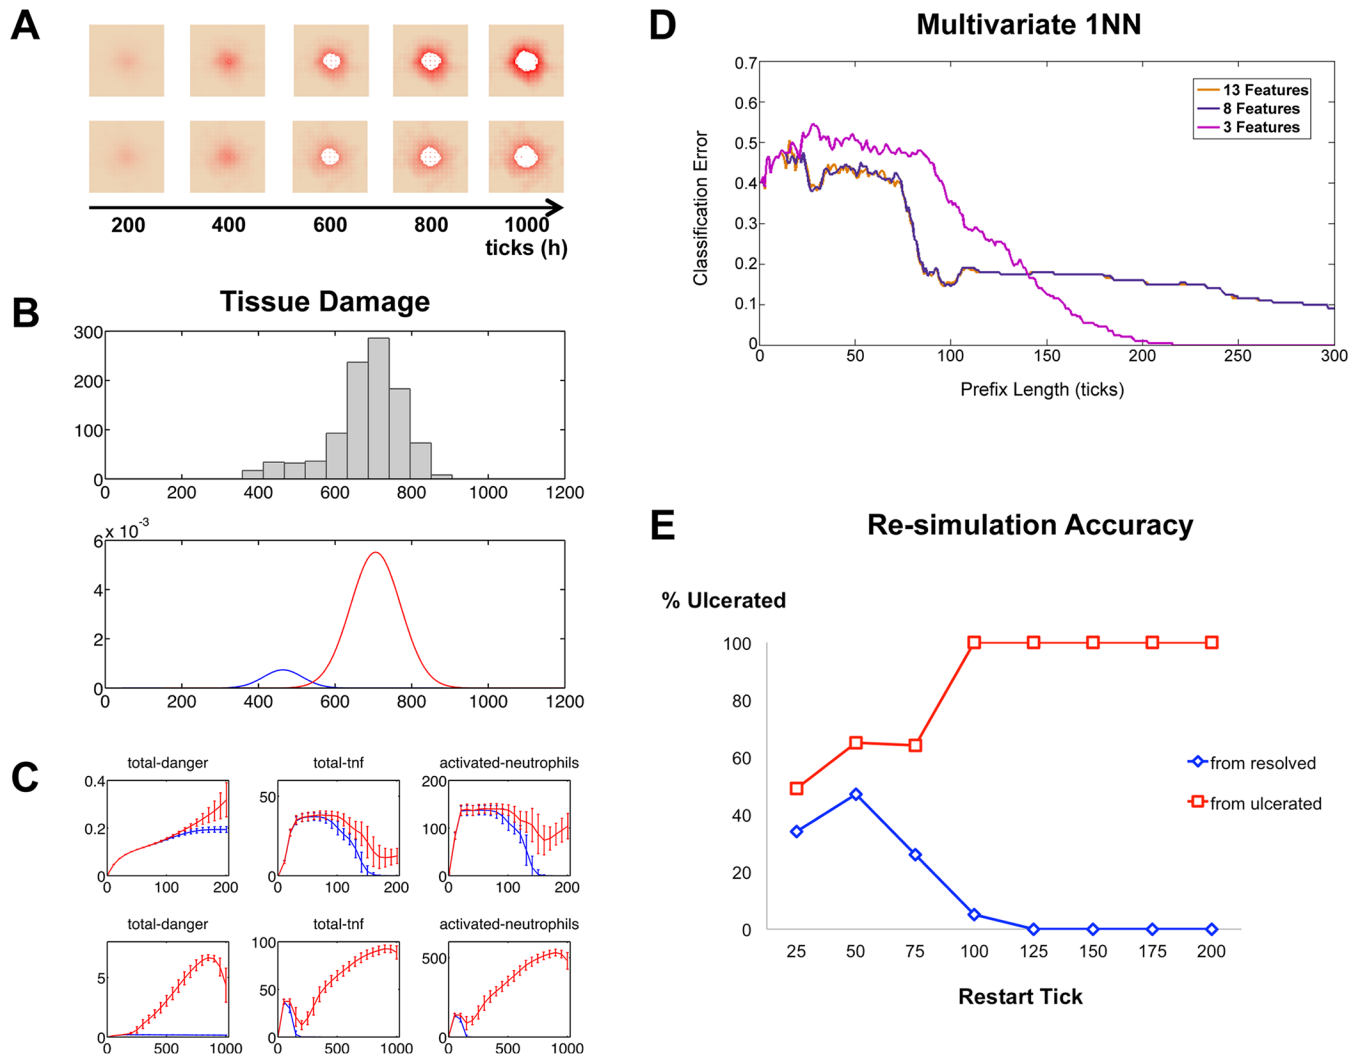 A
200 400 600 800 1000
ticks (h)
B
Tissue Damage
300
200
100
0
0 200 400 600 800 1000 1200
6 x 10-3
4
2
0
0 200 400 600 800 1000 1200
C
total-danger total-tnf activated-neutrophils
0.4 50 200
0.2 100
0 0 0
0 100 200 0 100 200 0 100 200
total-danger total-tnf activated-neutrophils
100 500
5 50
0 0 0
0 500 1000 0 500 1000 0 500 1000
D
Multivariate 1NN
Classification Error
0.7
0.6
0.5
0.4
0.3
0.2
0.1
0
13 Features
8 Features
3 Features
0 50 100 150 200 250 300
Prefix Length (ticks)
E
Re-simulation Accuracy
% Ulcerated
100
80
60
40
20
0
from resolved
from ulcerated
25 50 75 100 125 150 175 200
Restart Tick